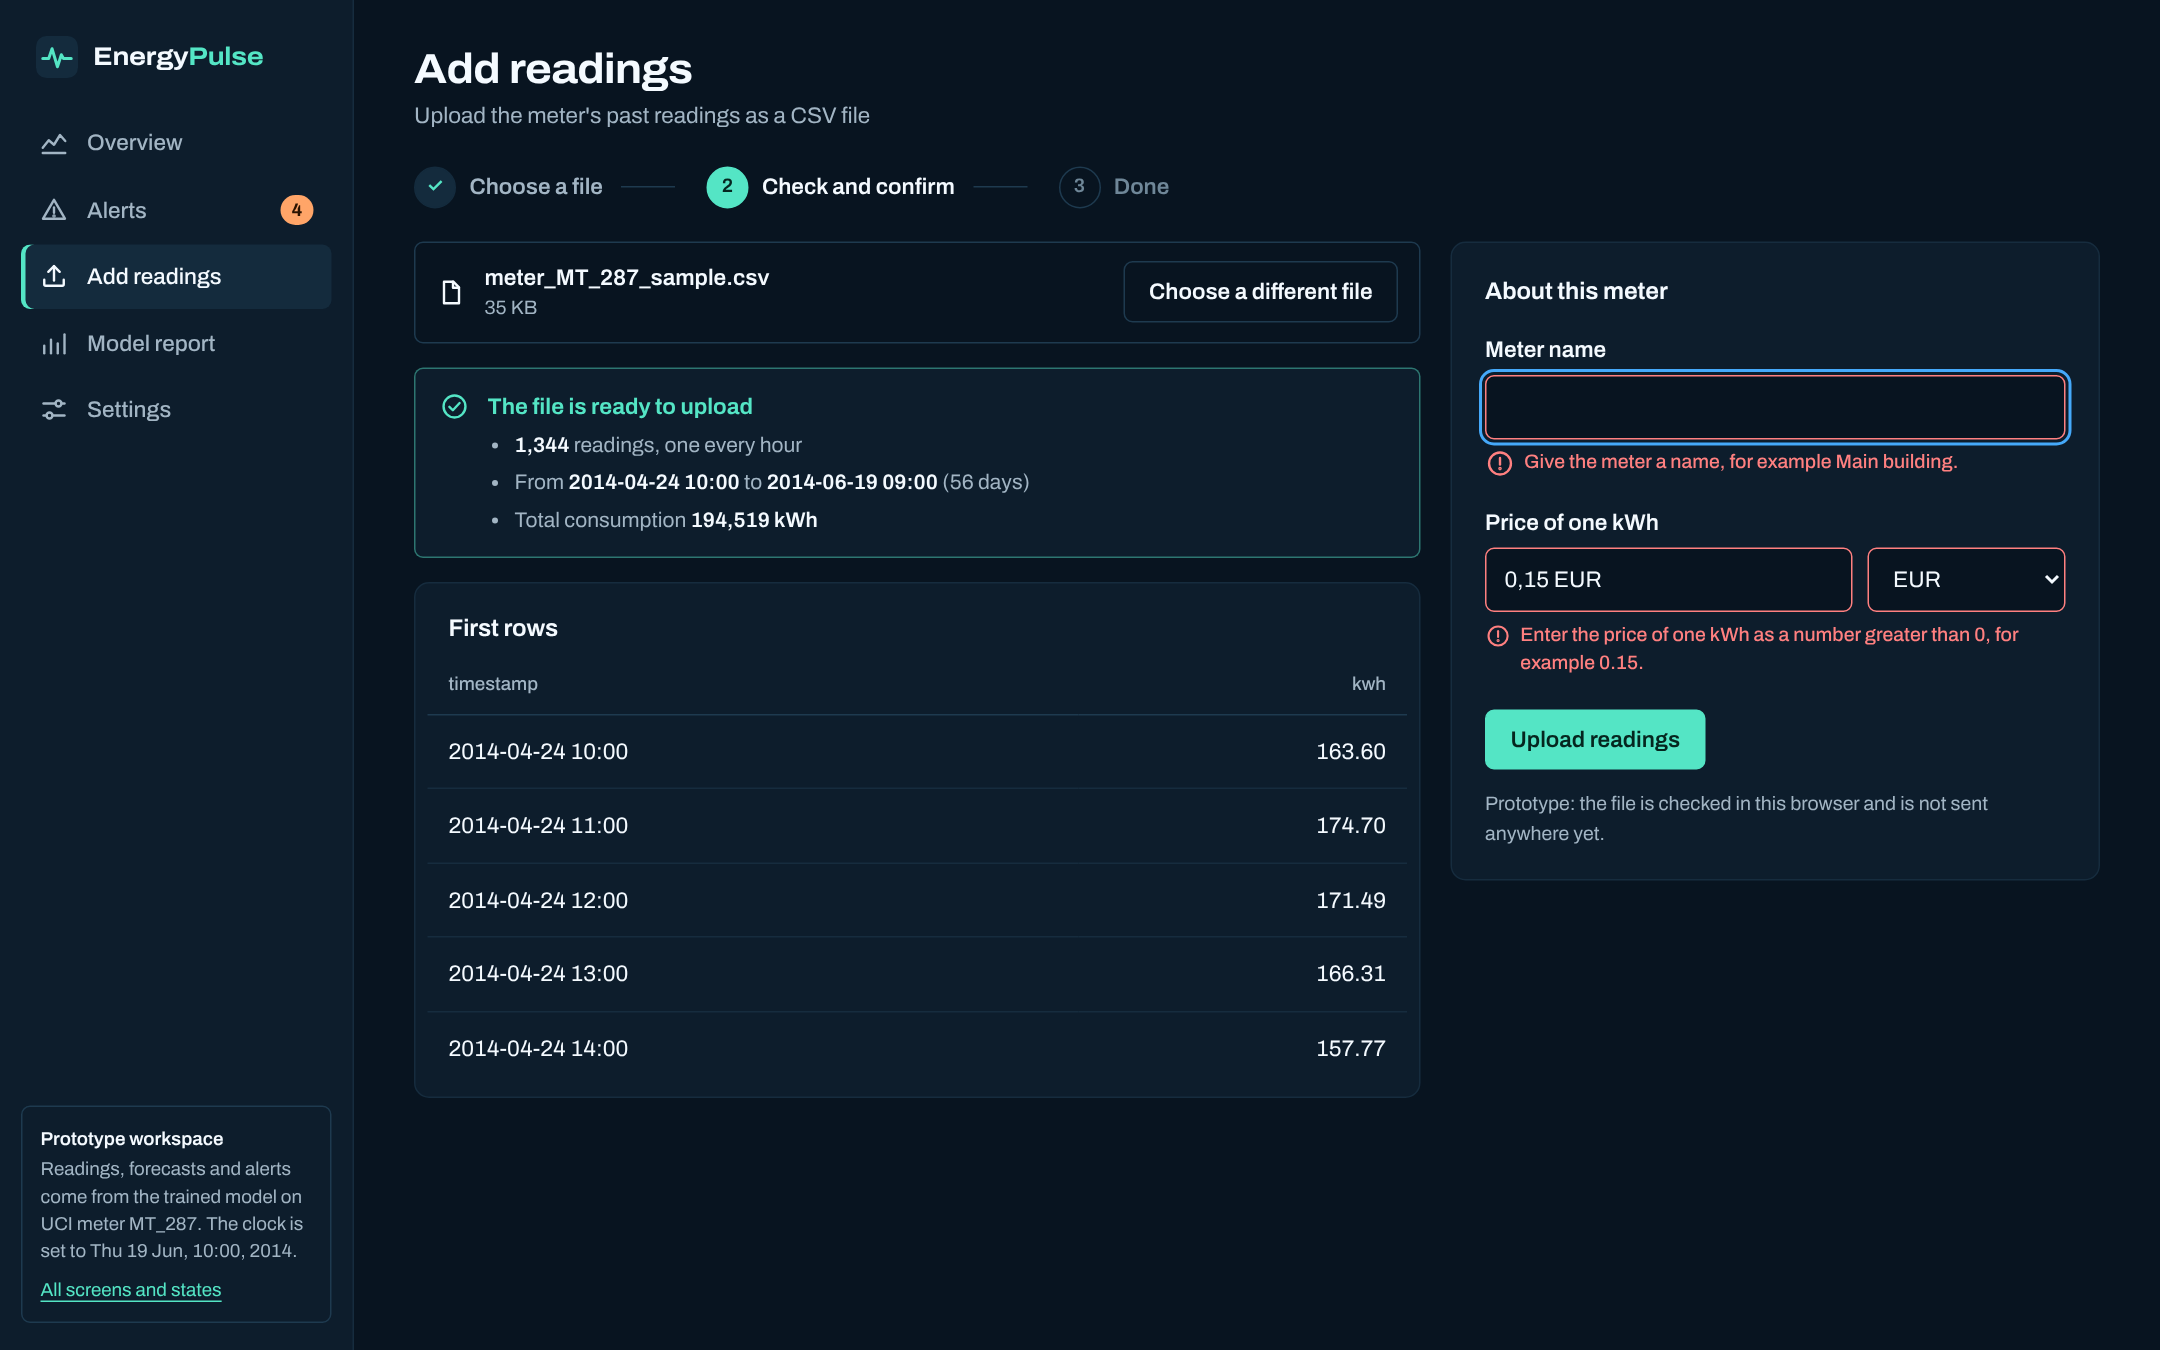 EnergyPulse
Overview
Alerts
4
Add readings
Model report
Settings
Prototype workspace
Readings, forecasts and alerts
come from the trained model on
UCI meter MT_287. The clock is
set to Thu 19 Jun, 10:00, 2014.
All screens and states
Add readings
Upload the meter's past readings as a CSV file
Choose a file
2 Check and confirm
3 Done
meter_MT_287_sample.csv
35 KB
Choose a different file
The file is ready to upload
• 1,344 readings, one every hour
• From 2014-04-24 10:00 to 2014-06-19 09:00 (56 days)
• Total consumption 194,519 kWh
First rows
timestamp kwh
2014-04-24 10:00 163.60
2014-04-24 11:00 174.70
2014-04-24 12:00 171.49
2014-04-24 13:00 166.31
2014-04-24 14:00 157.77
About this meter
Meter name
Give the meter a name, for example Main building.
Price of one kWh
0,15 EUR
EUR
Enter the price of one kWh as a number greater than 0, for
example 0.15.
Upload readings
Prototype: the file is checked in this browser and is not sent
anywhere yet.